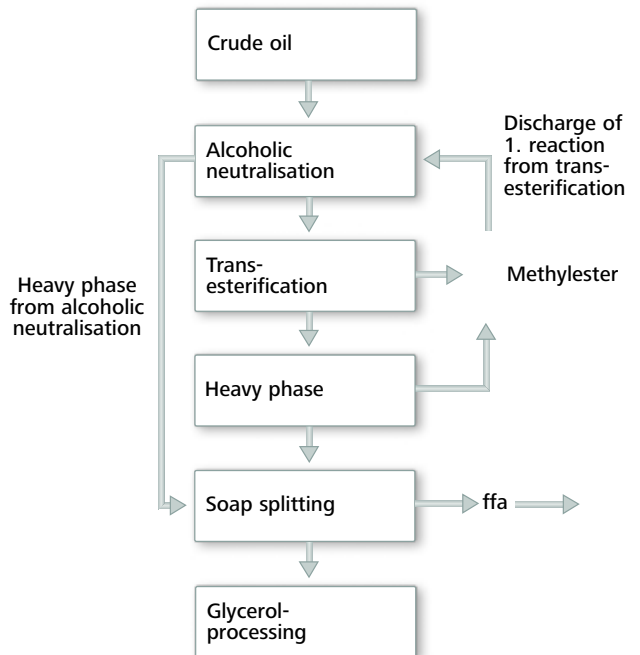 Crude oil
Discharge of
1. reaction
from trans-
esterification
Alcoholic
neutralisation
Heavy phase
from alcoholic
neutralisation
Trans-
esterification
Methylester
Heavy phase
Soap splitting
ffa
Glycerol-
processing